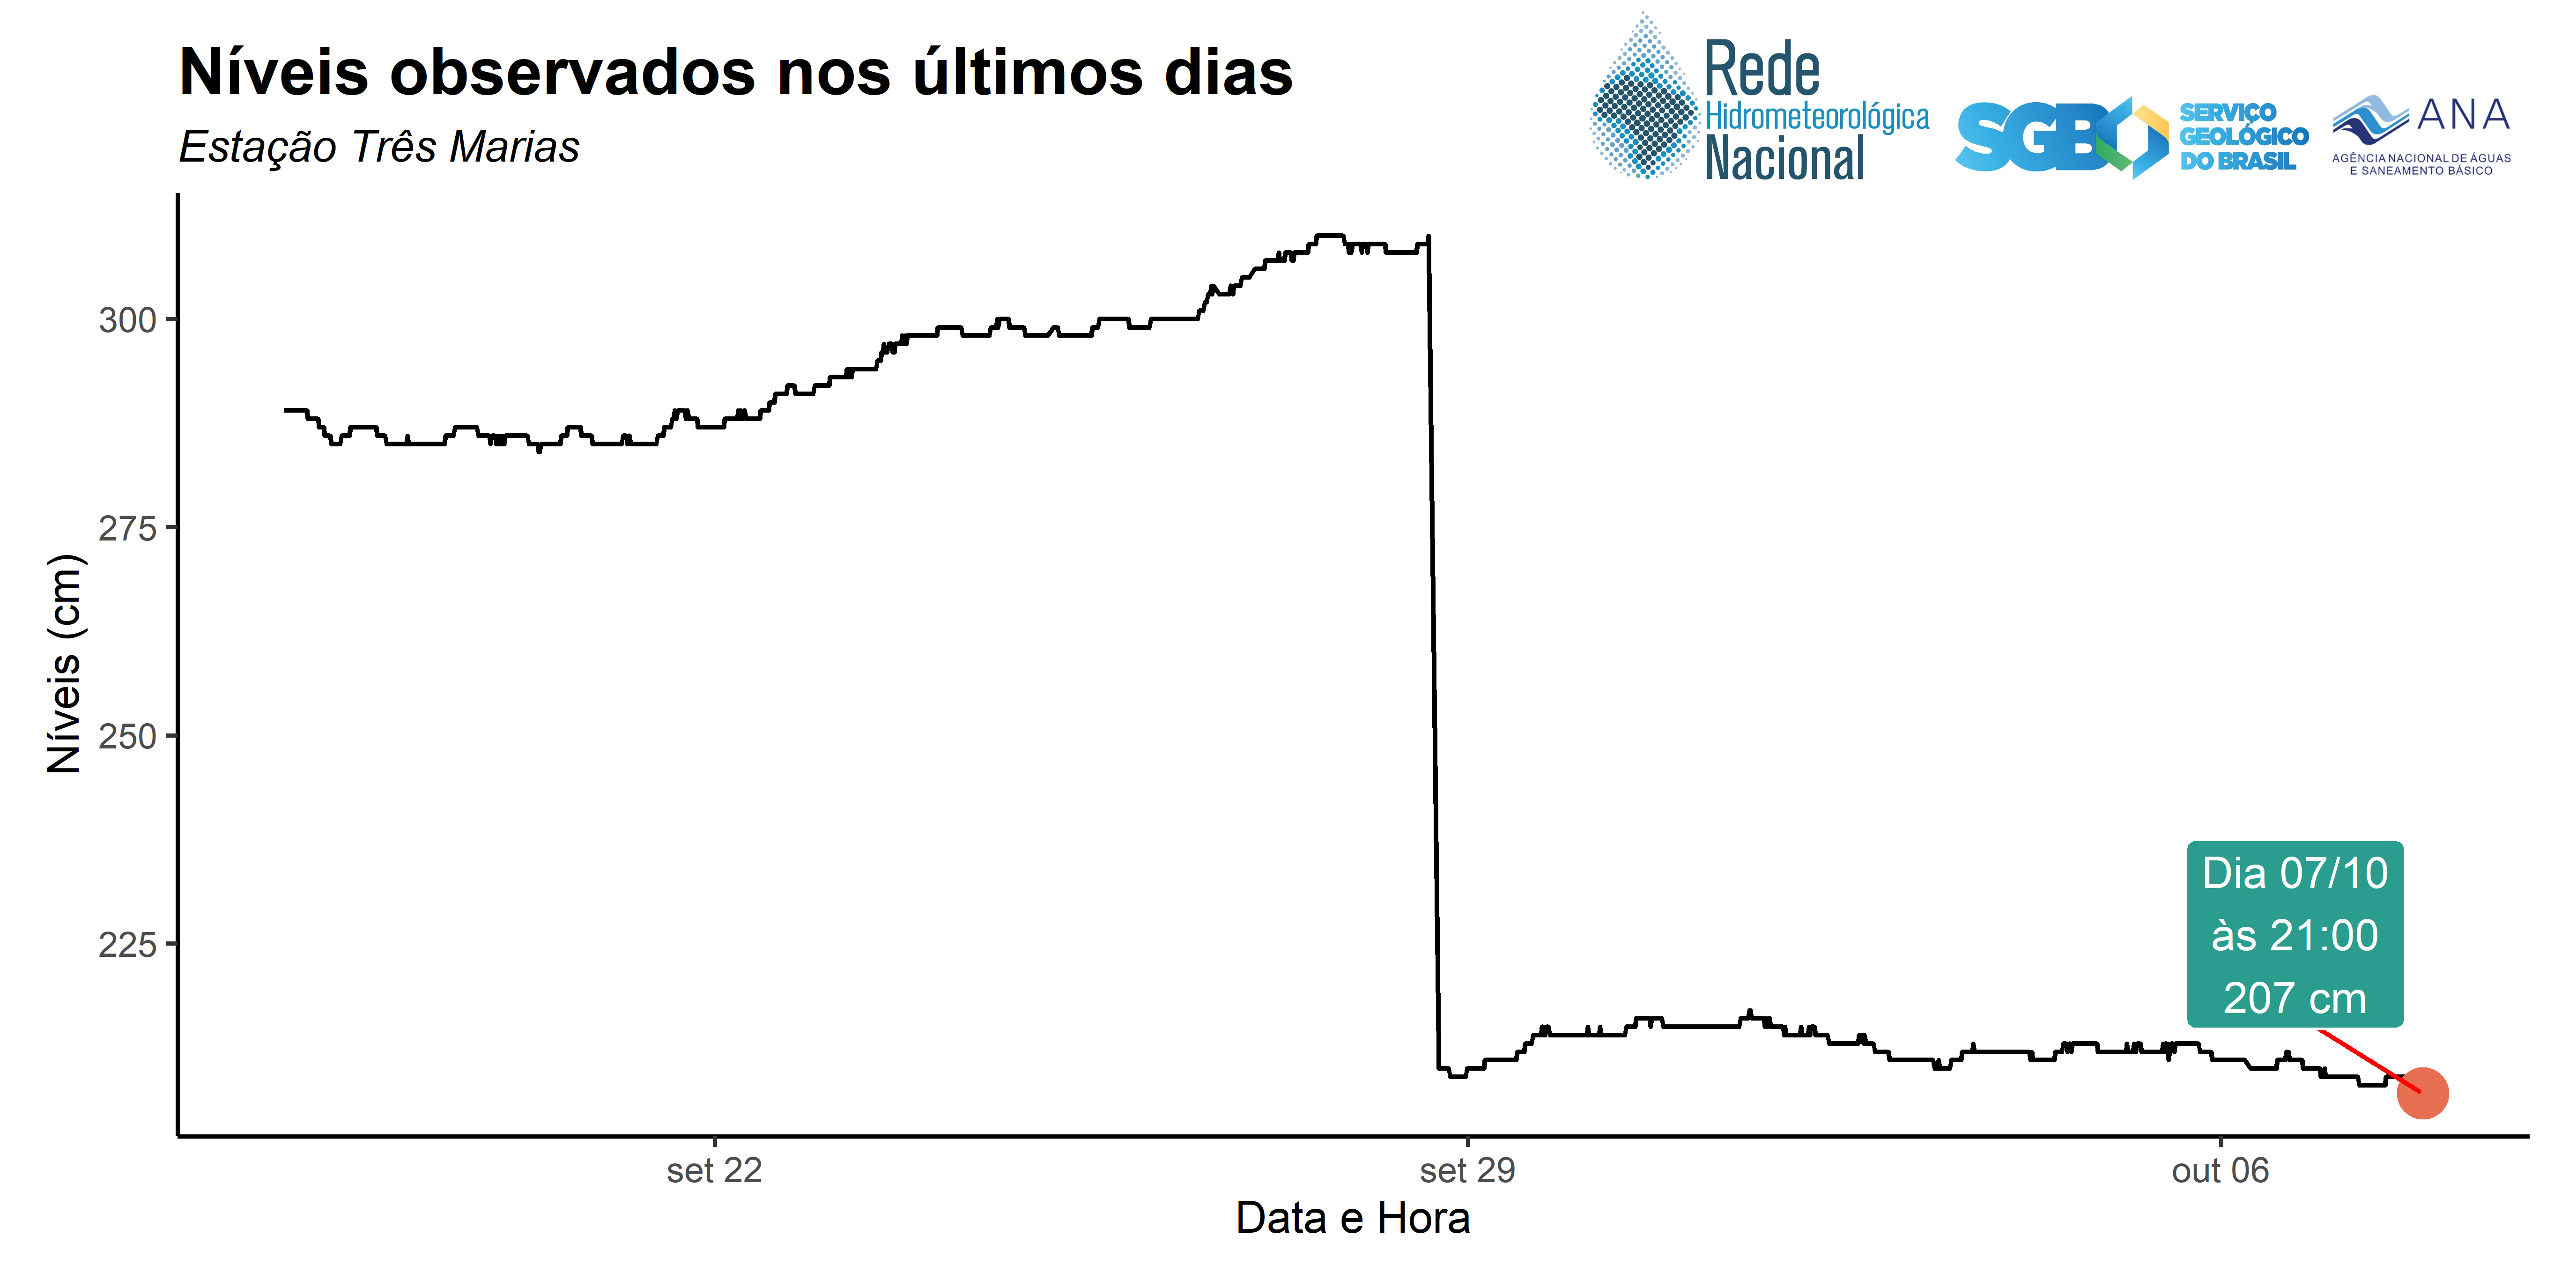 Níveis observados nos últimos dias
Estação Três Marias
Rede
Hidrometeorológica
Nacional
SGB
SERVIÇO
GEOLÓGICO
DO BRASIL
ANA
AGÊNCIA NACIONAL DE ÁGUAS
E SANEAMENTO BÁSICO
Níveis (cm)
300
275
250
225
Dia 07/10
às 21:00
207 cm
set 22
set 29
out 06
Data e Hora